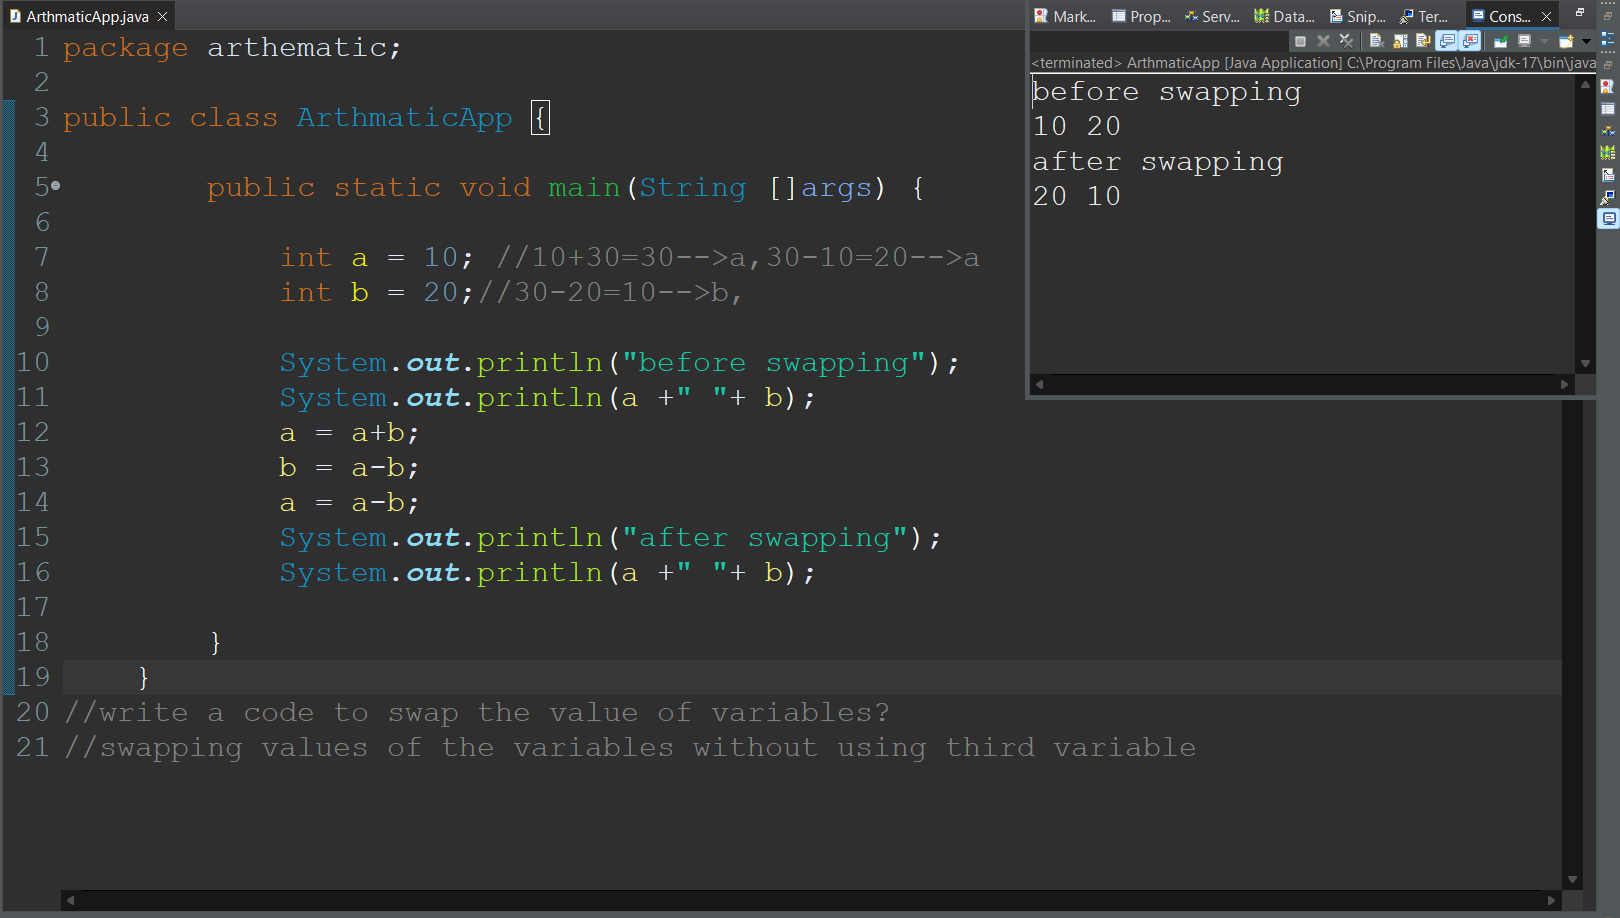 ArthmaticApp.java
1 package arthematic;
2
3 public class ArthmaticApp {
4
5 public static void main(String []args) {
6
7 int a = 10; //10+30=30-->a,30-10=20-->a
8 int b = 20;//30-20=10-->b,
9
10 System.out.println("before swapping");
11 System.out.println(a +" "+ b);
12 a = a+b;
13 b = a-b;
14 a = a-b;
15 System.out.println("after swapping");
16 System.out.println(a +" "+ b);
17
18 }
19 }
20 //write a code to swap the value of variables?
21 //swapping values of the variables without using third variable
Mark... Prop... Serv... Data... Snip... Ter... Cons...
<terminated> ArthmaticApp [Java Application] C:\Program Files\Java\jdk-17\bin\java
before swapping
10 20
after swapping
20 10